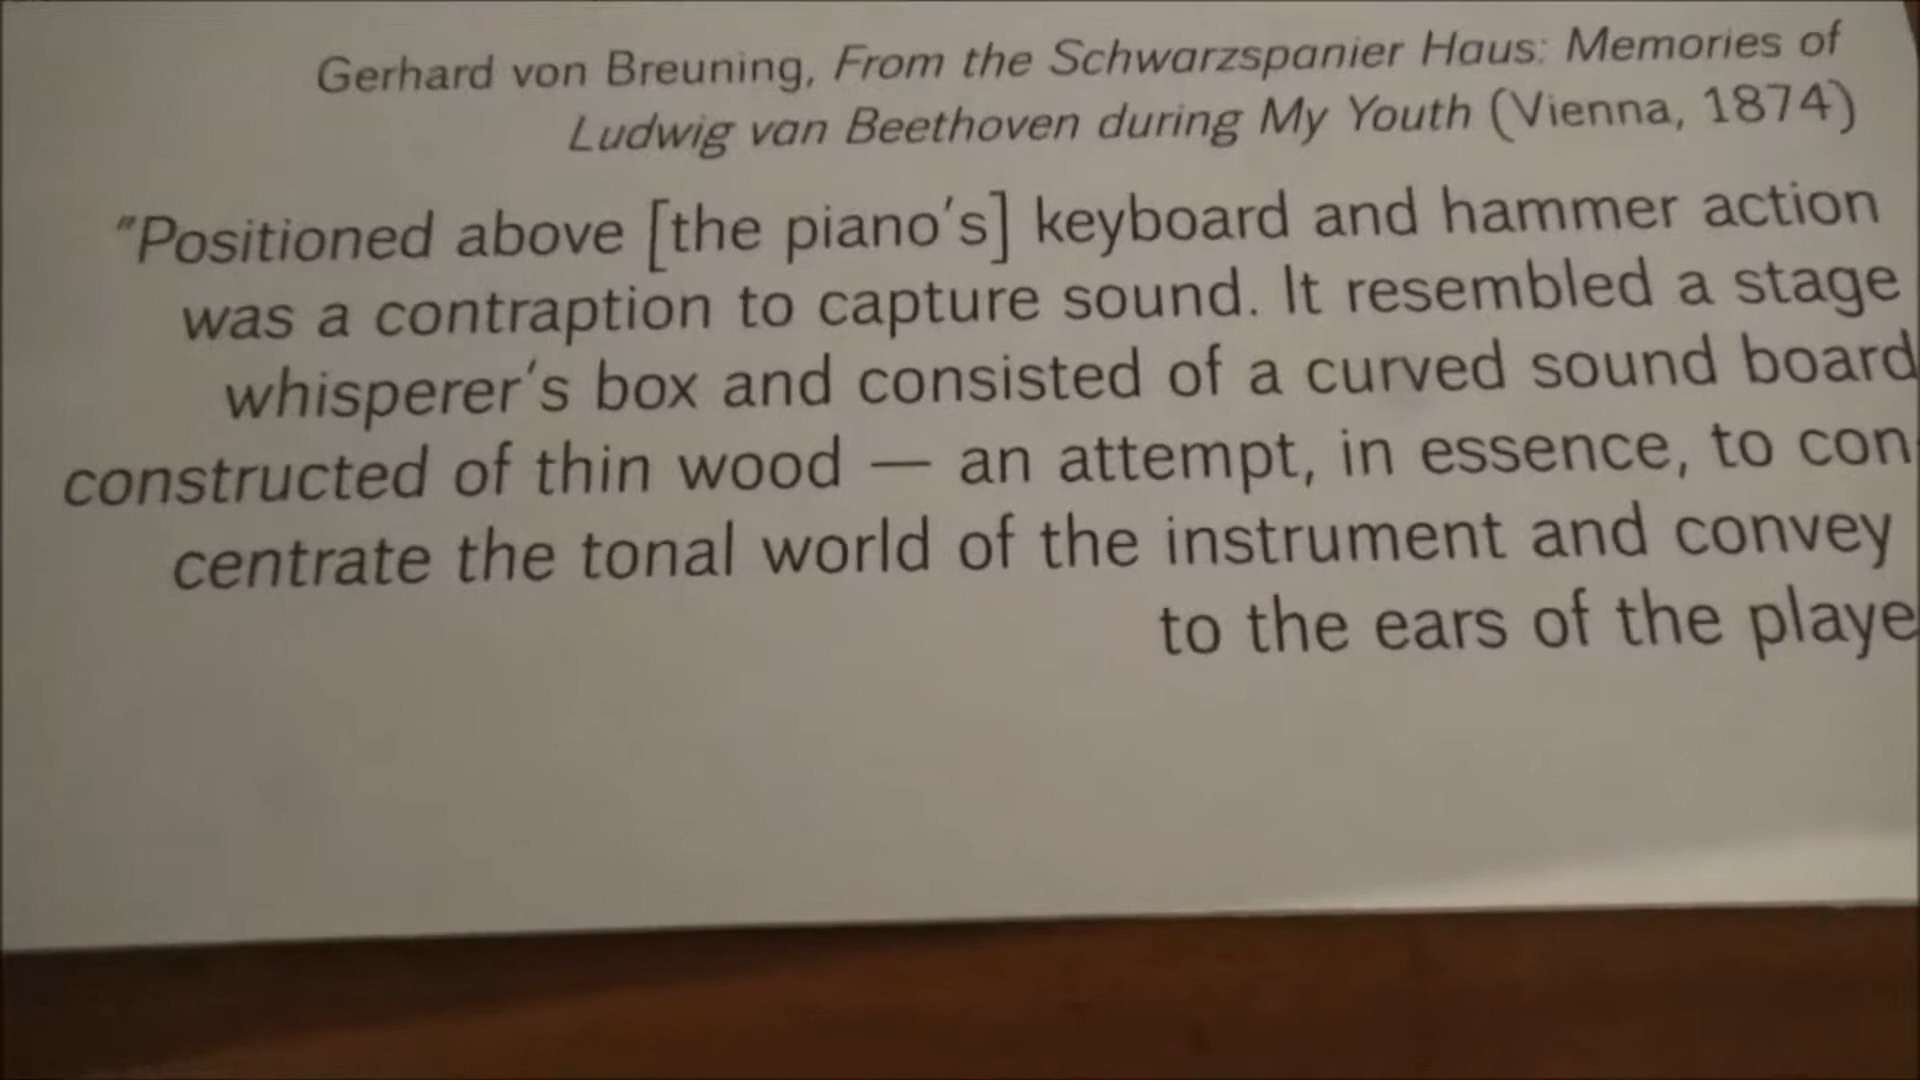 Gerhard von Breuning, From the Schwarzspanier Haus: Memories of
Ludwig van Beethoven during My Youth (Vienna, 1874)
"Positioned above [the piano's] keyboard and hammer action
was a contraption to capture sound. It resembled a stage
whisperer's box and consisted of a curved sound board
constructed of thin wood — an attempt, in essence, to con
centrate the tonal world of the instrument and convey
to the ears of the playe